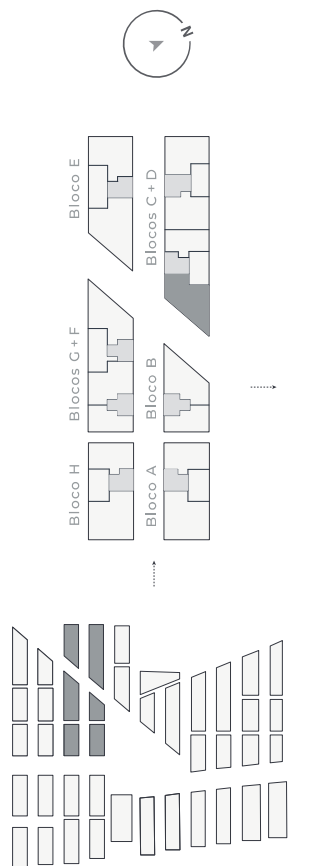 N
Bloco E
Blocos C + D
Blocos G + F
Bloco B
Bloco H
Bloco A